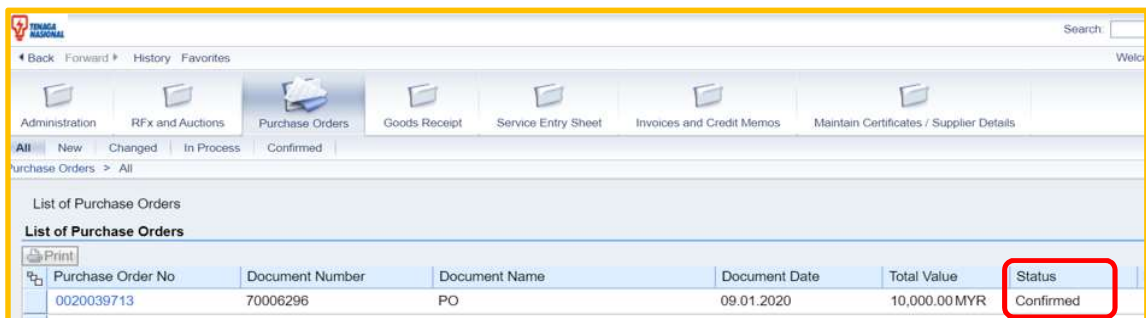 TENAGA
NASIONAL
Search:
Back Forward History Favorites
Administration RFx and Auctions Purchase Orders Goods Receipt Service Entry Sheet Invoices and Credit Memos Maintain Certificates / Supplier Details
All New Changed In Process Confirmed
Purchase Orders > All
List of Purchase Orders
List of Purchase Orders
Print
Purchase Order No Document Number Document Name Document Date Total Value Status
0020039713 70006296 PO 09.01.2020 10,000.00 MYR Confirmed